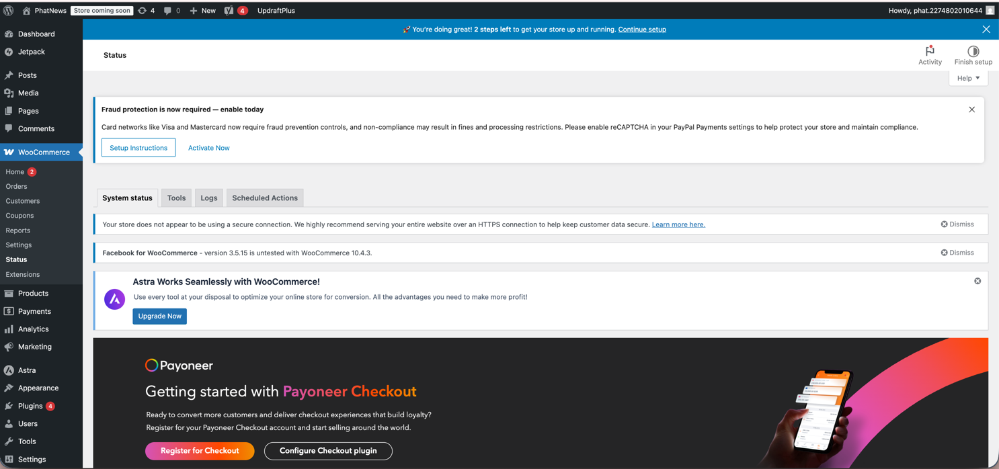 PhatNews Store coming soon 4 0 New 4 UpdraftPlus Howdy, phat.2274802010644
🚀 You're doing great! 2 steps left to get your store up and running. Continue setup
Dashboard
Jetpack
Posts
Media
Pages
Comments
WooCommerce
Home 2
Orders
Customers
Coupons
Reports
Settings
Status
Extensions
Products
Payments
Analytics
Marketing
Astra
Appearance
Plugins 4
Users
Tools
Settings
Status
Activity
Finish setup
Help
Fraud protection is now required — enable today
Card networks like Visa and Mastercard now require fraud prevention controls, and non-compliance may result in fines and processing restrictions. Please enable reCAPTCHA in your PayPal Payments settings to help protect your store and maintain compliance.
Setup Instructions Activate Now
System status Tools Logs Scheduled Actions
Your store does not appear to be using a secure connection. We highly recommend serving your entire website over an HTTPS connection to help keep customer data secure. Learn more here. Dismiss
Facebook for WooCommerce - version 3.5.15 is untested with WooCommerce 10.4.3. Dismiss
Astra Works Seamlessly with WooCommerce!
Use every tool at your disposal to optimize your online store for conversion. All the advantages you need to make more profit!
Upgrade Now
Payoneer
Getting started with Payoneer Checkout
Ready to convert more customers and deliver checkout experiences that build loyalty?
Register for your Payoneer Checkout account and start selling around the world.
Register for Checkout Configure Checkout plugin